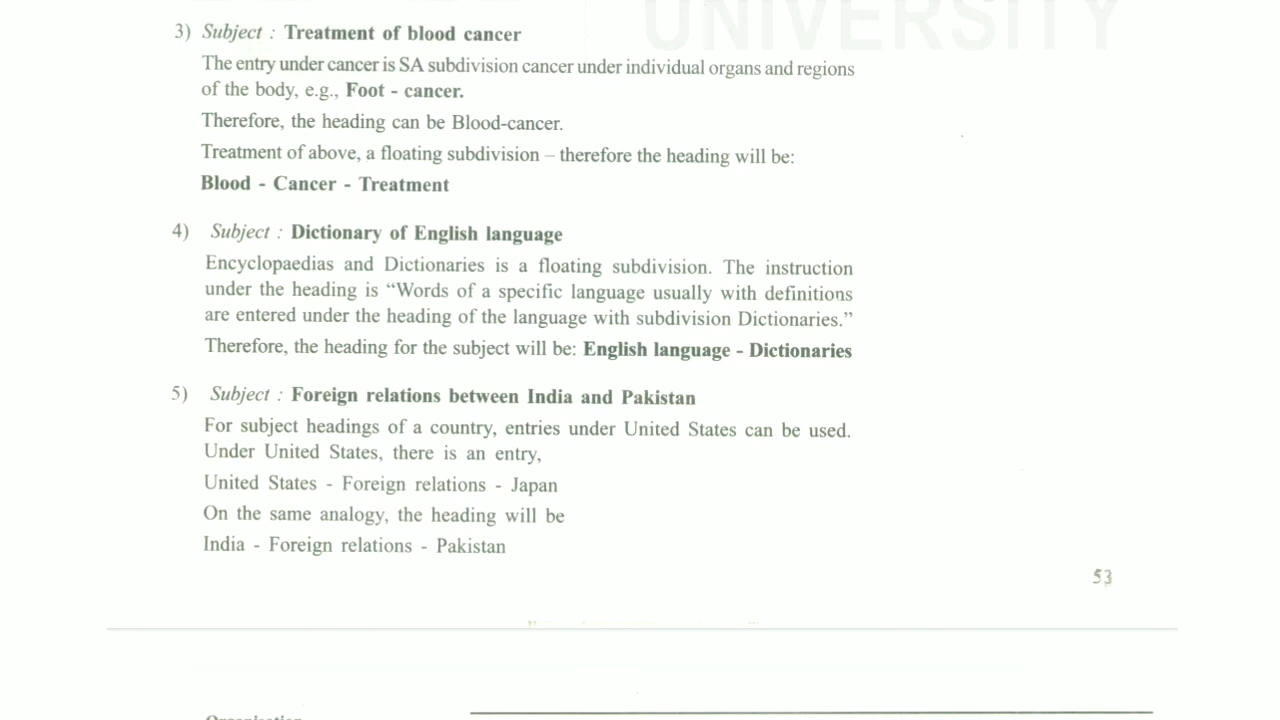 UNIVERSITY
3) Subject : Treatment of blood cancer
The entry under cancer is SA subdivision cancer under individual organs and regions
of the body, e.g., Foot - cancer.
Therefore, the heading can be Blood-cancer.
Treatment of above, a floating subdivision – therefore the heading will be:
Blood - Cancer - Treatment
4) Subject : Dictionary of English language
Encyclopaedias and Dictionaries is a floating subdivision. The instruction
under the heading is “Words of a specific language usually with definitions
are entered under the heading of the language with subdivision Dictionaries.”
Therefore, the heading for the subject will be: English language - Dictionaries
5) Subject : Foreign relations between India and Pakistan
For subject headings of a country, entries under United States can be used.
Under United States, there is an entry,
United States - Foreign relations - Japan
On the same analogy, the heading will be
India - Foreign relations - Pakistan
53